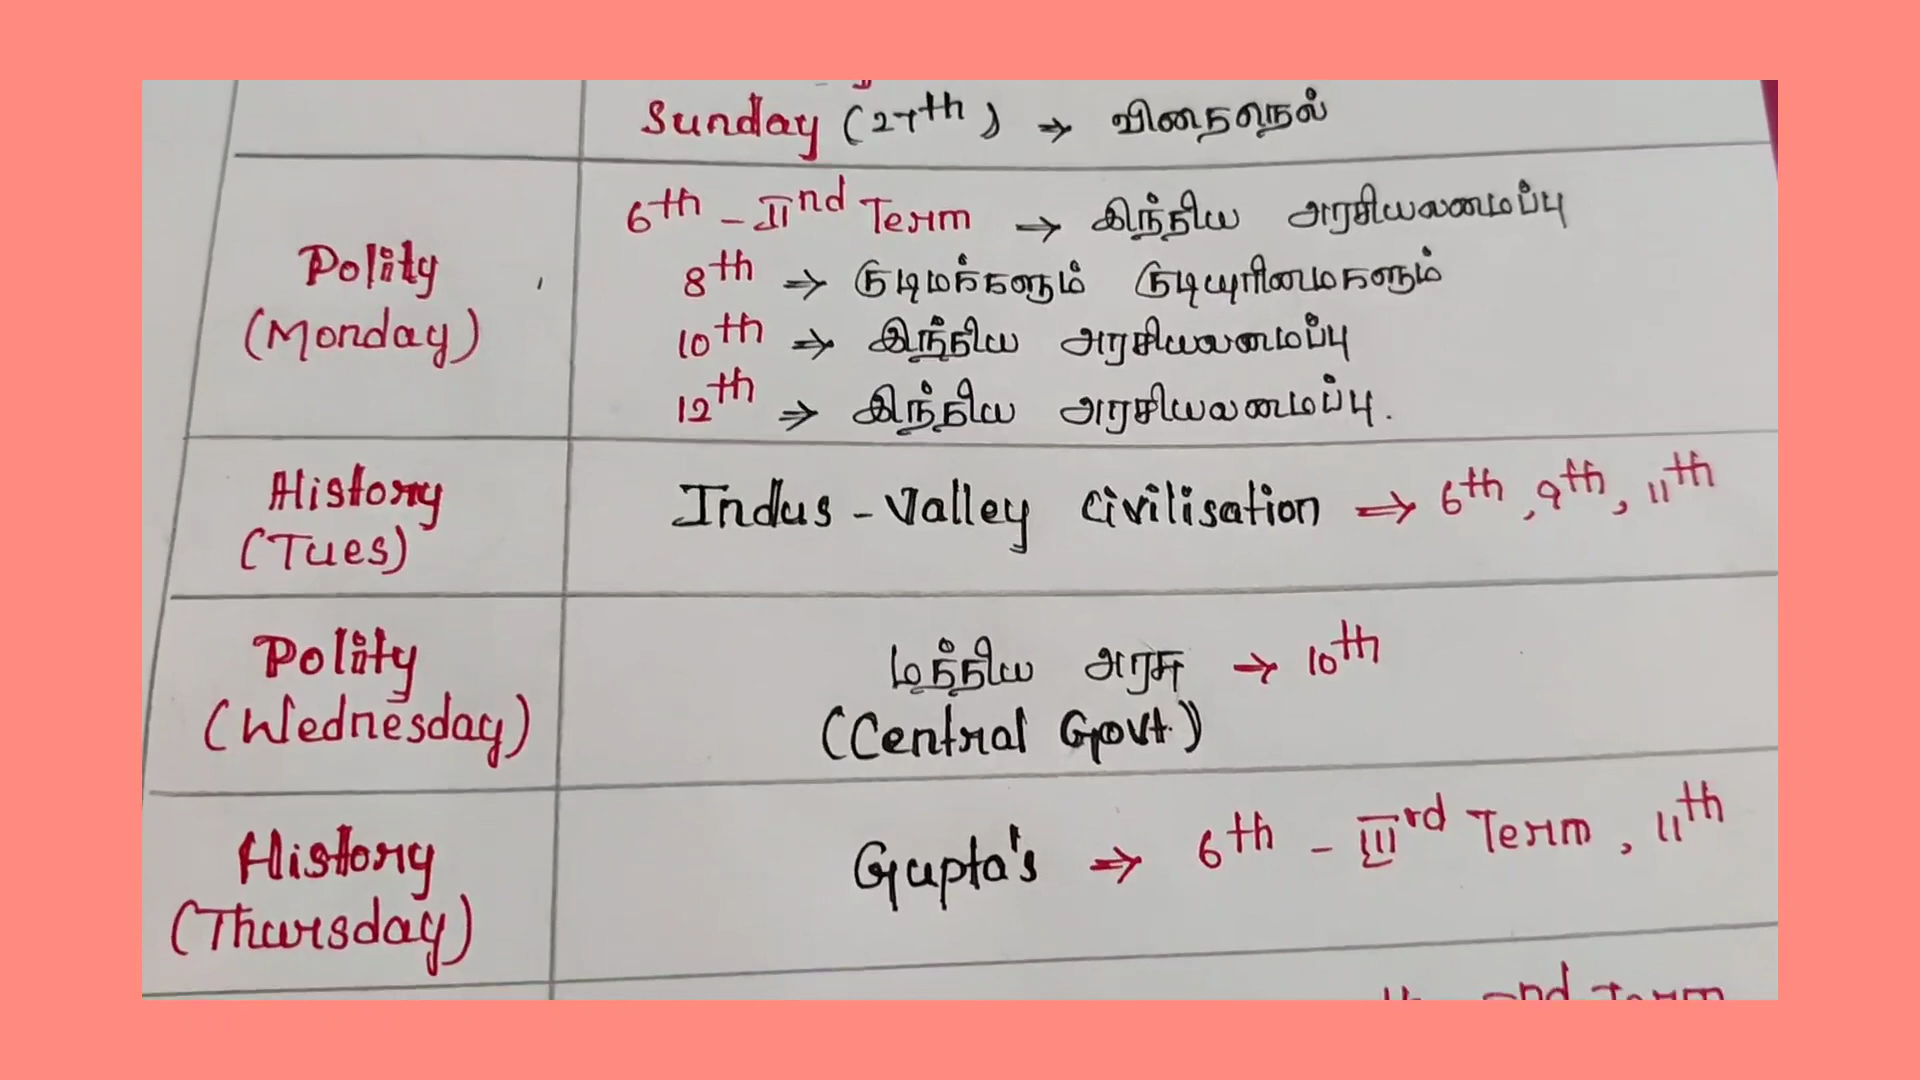 Sunday (27th) → வினைமுற்று
Polity
(Monday)
6th - IInd Term → இந்திய அரசியலமைப்பு
8th → குடிமக்களும் குடியுரிமைகளும்
10th → இந்திய அரசியலமைப்பு
12th → இந்திய அரசியலமைப்பு.
History
(Tues)
Indus - Valley Civilisation → 6th, 9th, 11th
Polity
(Wednesday)
மத்திய அரசு → 10th
(Central Govt.)
History
(Thursday)
Gupta's → 6th - IIIrd Term, 11th
nd Term